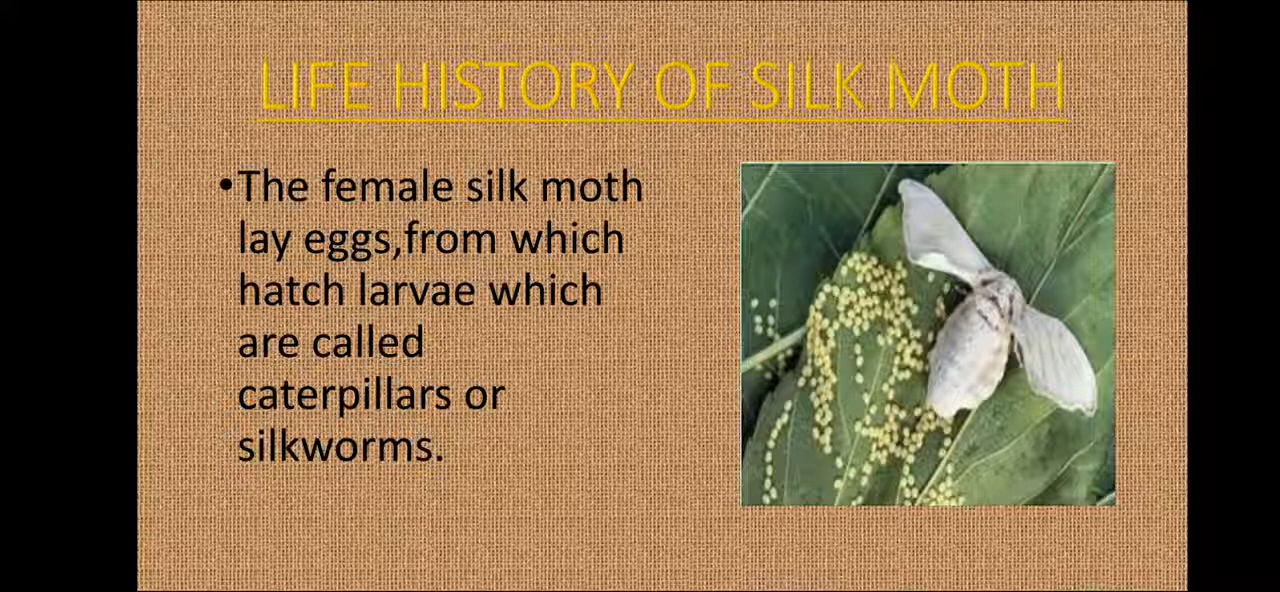 LIFE HISTORY OF SILK MOTH
•The female silk moth
lay eggs,from which
hatch larvae which
are called
caterpillars or
silkworms.